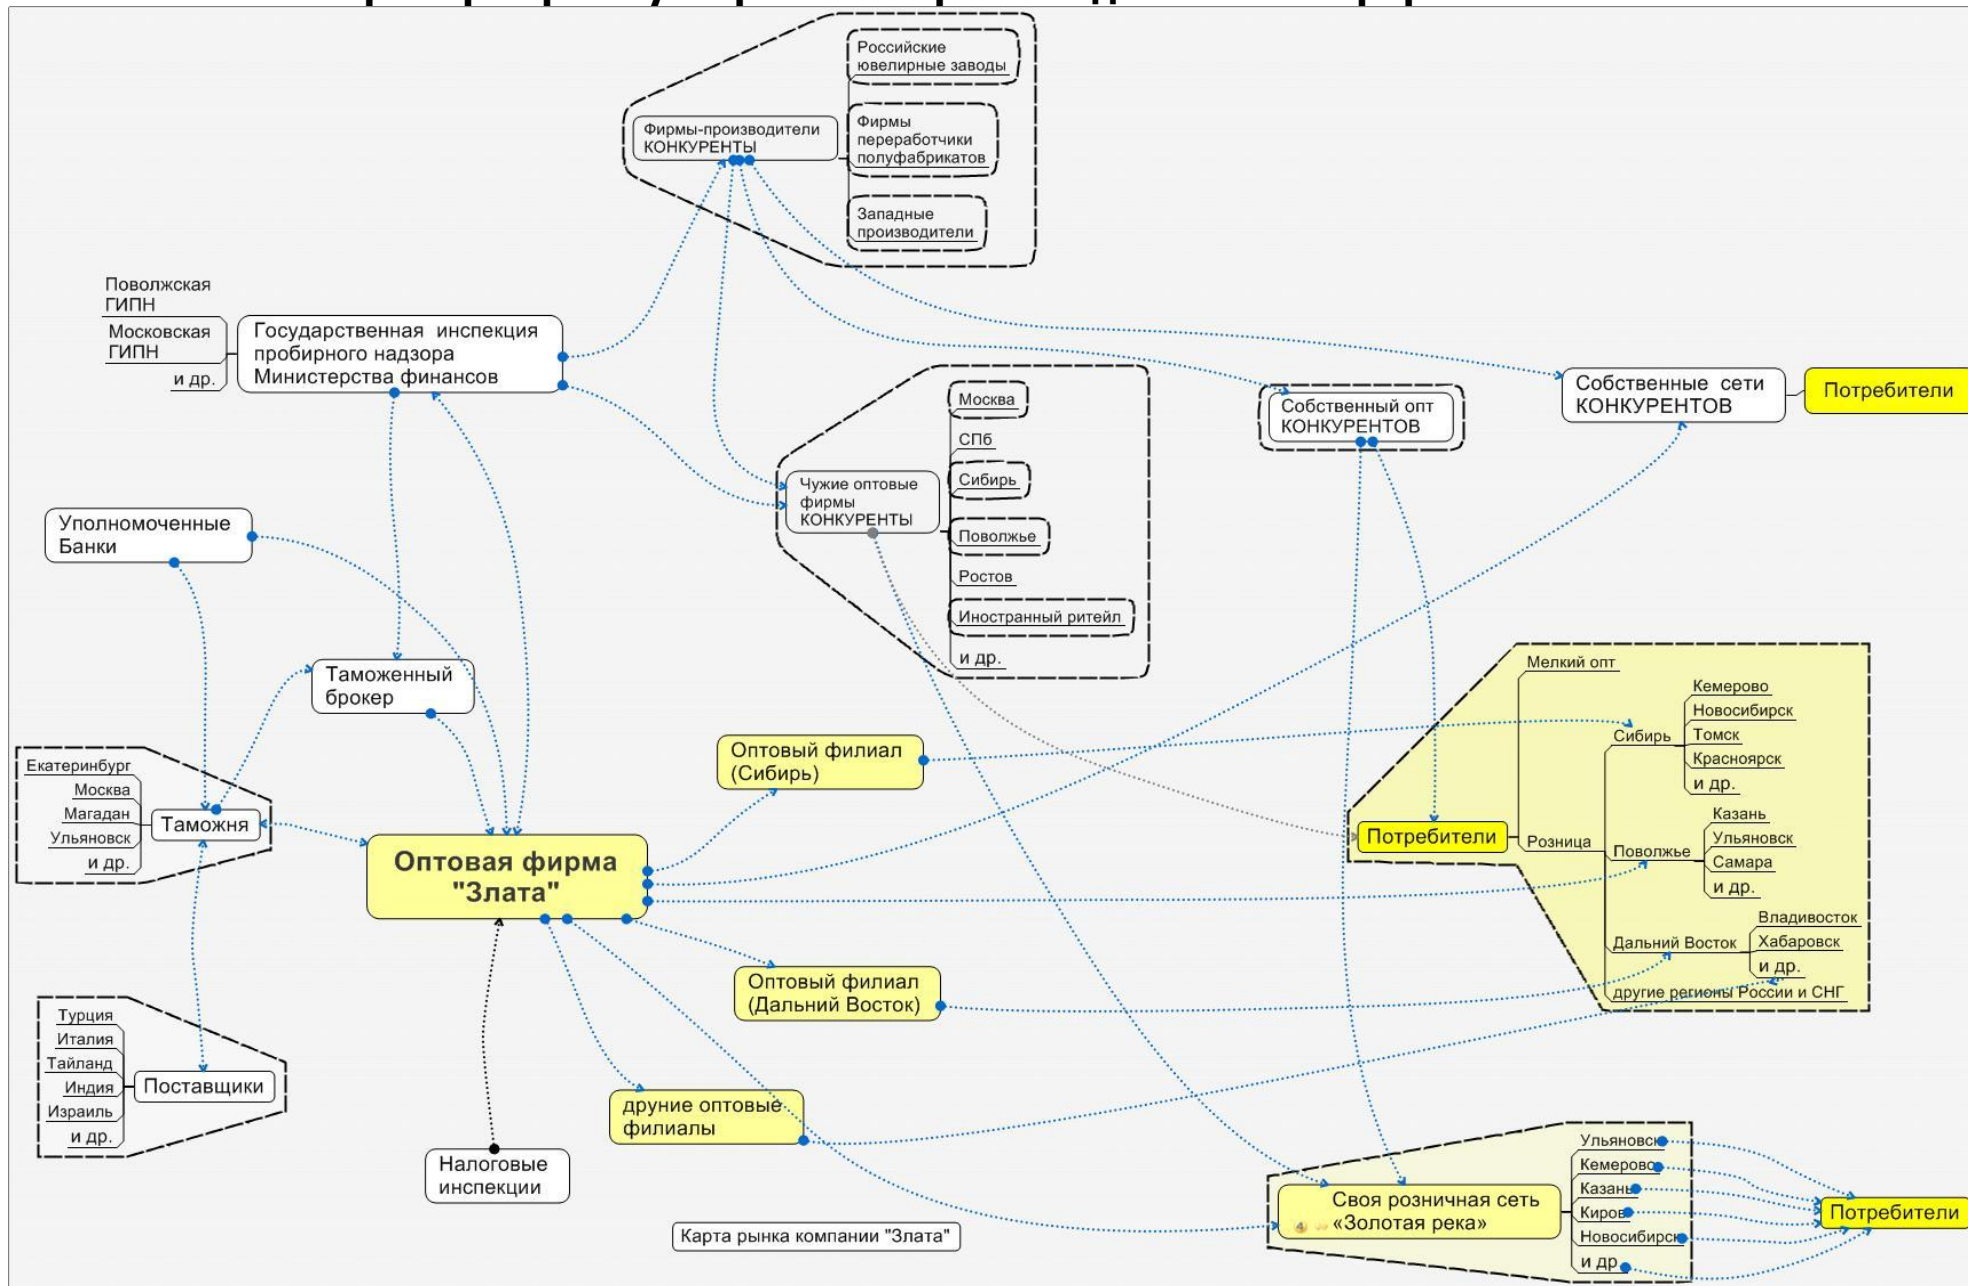 Российские
ювелирные заводы
Фирмы-производители
КОНКУРЕНТЫ
Фирмы
переработчики
полуфабрикатов
Западные
производители
Поволжская
ГИПН
Московская
ГИПН
и др.
Государственная инспекция
пробирного надзора
Министерства финансов
Чужие оптовые
фирмы
КОНКУРЕНТЫ
Москва
СПб
Сибирь
Поволжье
Ростов
Иностранный ритейл
и др.
Собственный опт
КОНКУРЕНТОВ
Собственные сети
КОНКУРЕНТОВ
Потребители
Уполномоченные
Банки
Таможенный
брокер
Екатеринбург
Москва
Магадан
Ульяновск
и др.
Таможня
Оптовая фирма
"Злата"
Оптовый филиал
(Сибирь)
Потребители
Мелкий опт
Розница
Сибирь
Кемерово
Новосибирск
Томск
Красноярск
и др.
Поволжье
Казань
Ульяновск
Самара
и др.
Дальний Восток
Владивосток
Хабаровск
и др.
другие регионы России и СНГ
Оптовый филиал
(Дальний Восток)
Турция
Италия
Тайланд
Индия
Израиль
и др.
Поставщики
друние оптовые
филиалы
Налоговые
инспекции
Карта рынка компании "Злата"
4
Своя розничная сеть
«Золотая река»
Ульяновск
Кемерово
Казань
Киров
Новосибирск
и др
Потребители